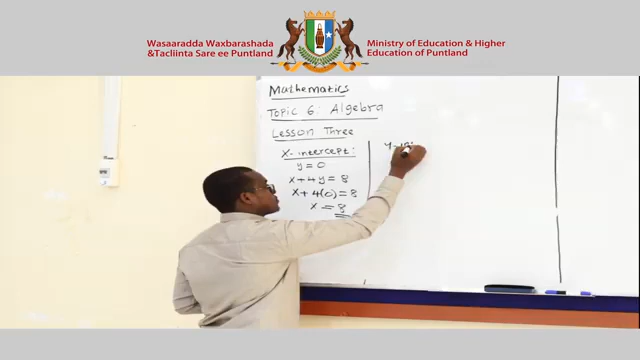 Wasaaradda Waxbarashada
&Tacliinta Sare ee Puntland
Ministry of Education & Higher
Education of Puntland
Mathematics
Topic 6: Algebra
Lesson Three
X-intercept:
y = 0
x + 4y = 8
x + 4(0) = 8
x = 8